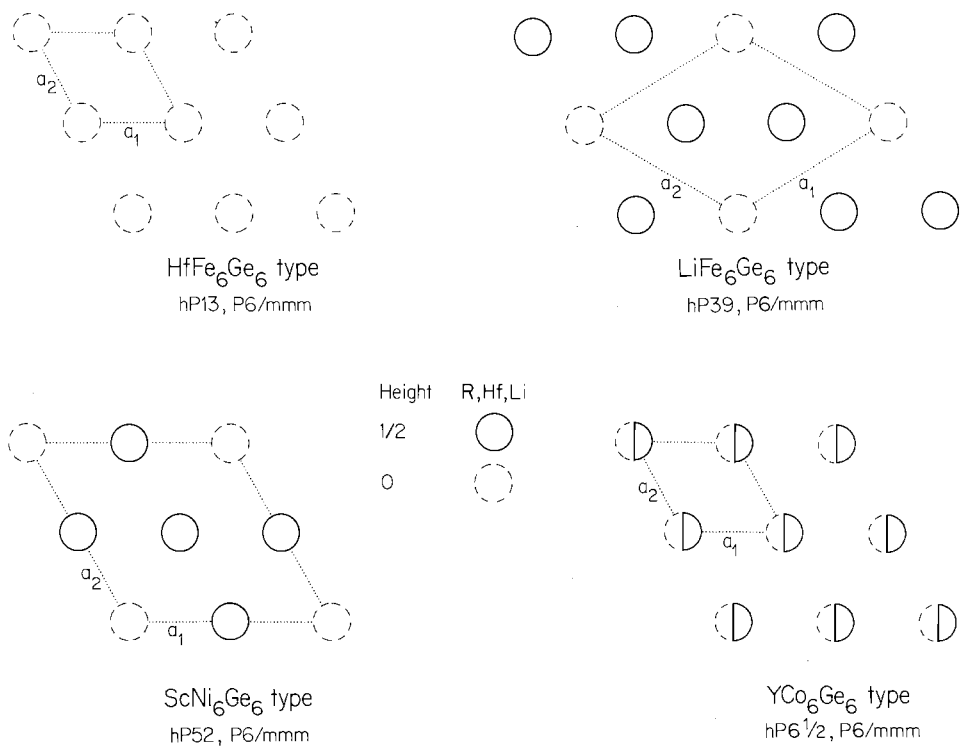 a₂
a₁
HfFe₆Ge₆ type
hP13, P6/mmm
a₂
a₁
LiFe₆Ge₆ type
hP39, P6/mmm
Height R,Hf,Li
1/2
0
a₂
a₁
ScNi₆Ge₆ type
hP52, P6/mmm
a₂
a₁
YCo₆Ge₆ type
hP6½, P6/mmm